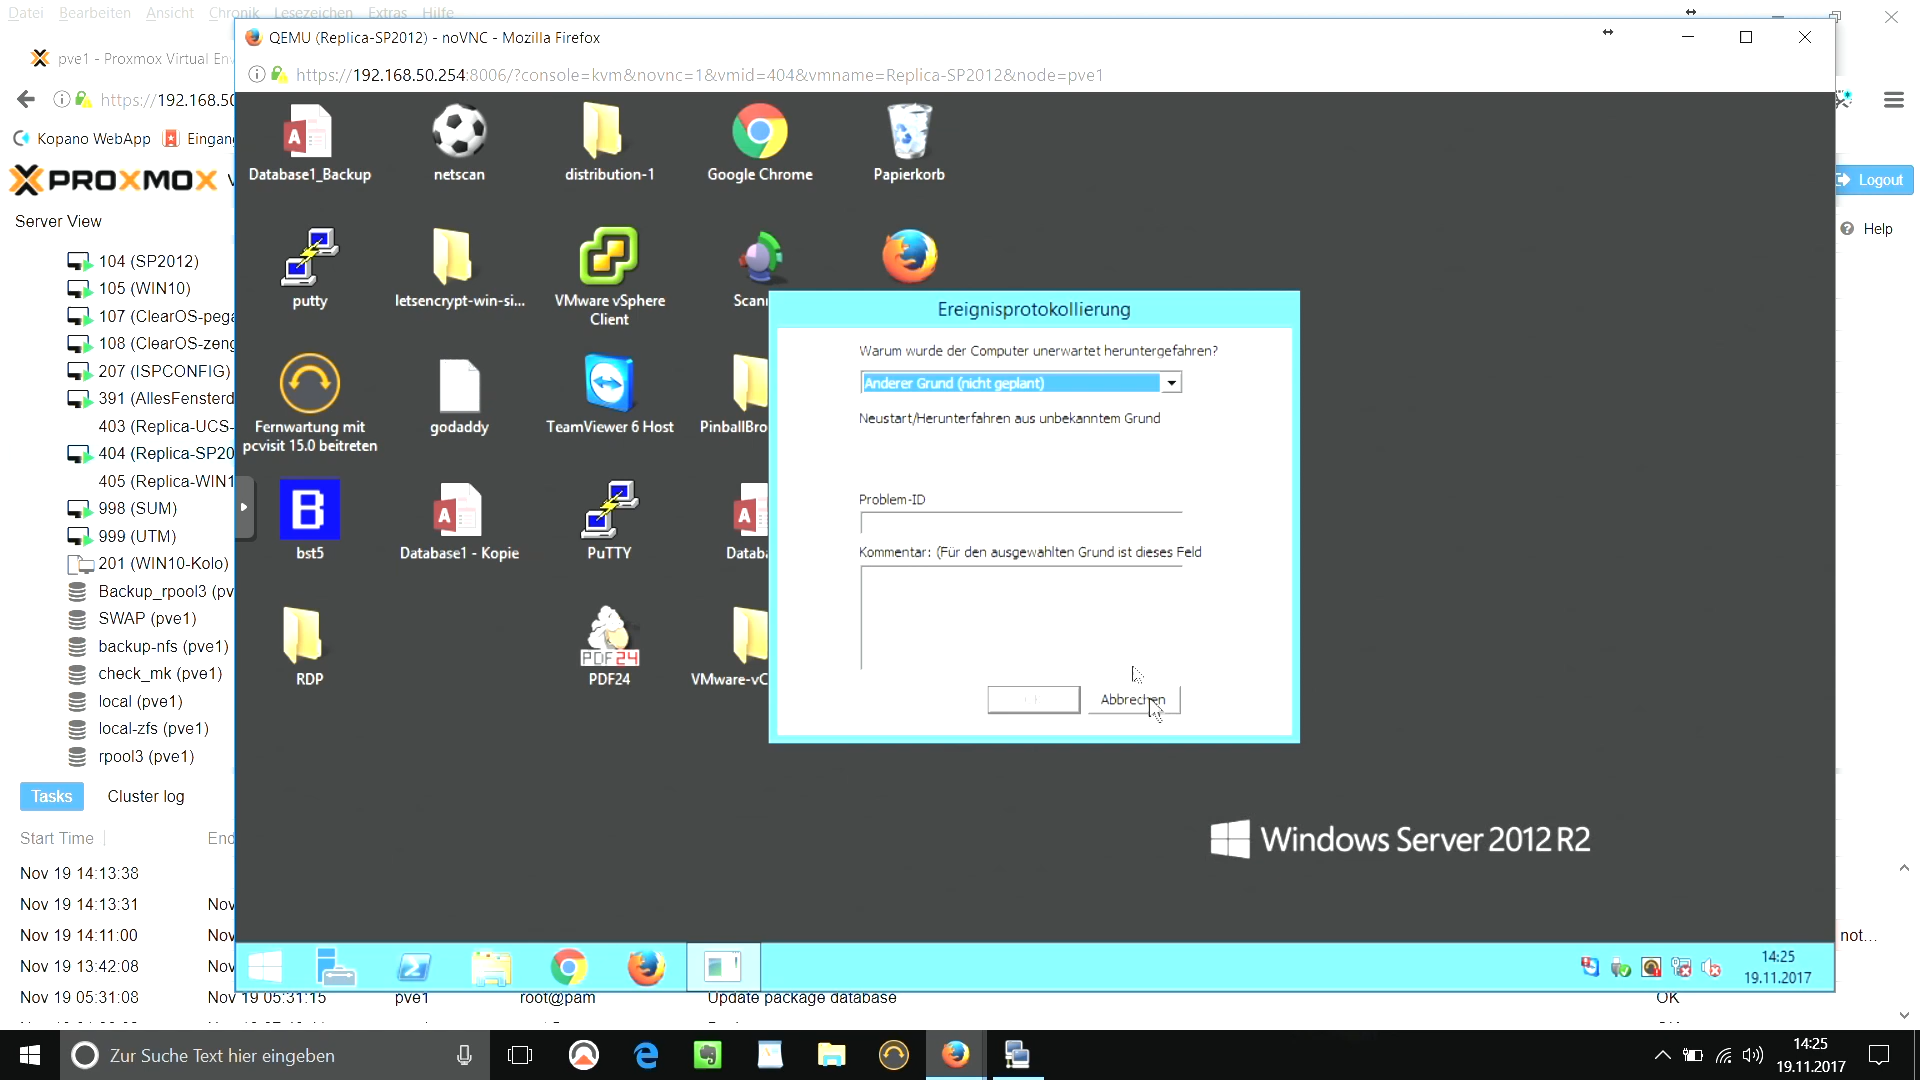 Datei Bearbeiten Ansicht Chronik Lesezeichen Extras Hilfe
QEMU (Replica-SP2012) - noVNC - Mozilla Firefox
pve1 - Proxmox Virtual Env
https://192.168.50.254:8006/?console=kvm&novnc=1&vmid=404&vmname=Replica-SP2012&node=pve1
https://192.168.50
Kopano WebApp Eingan
PROXMOX V
Logout
Server View
Help
104 (SP2012)
105 (WIN10)
107 (ClearOS-pega
108 (ClearOS-zeng
207 (ISPCONFIG)
391 (AllesFensterd
403 (Replica-UCS-
404 (Replica-SP20
405 (Replica-WIN1
998 (SUM)
999 (UTM)
201 (WIN10-Kolo)
Backup_rpool3 (pv
SWAP (pve1)
backup-nfs (pve1)
check_mk (pve1)
local (pve1)
local-zfs (pve1)
rpool3 (pve1)
Database1_Backup
netscan
distribution-1
Google Chrome
Papierkorb
putty
letsencrypt-win-si...
VMware vSphere
Client
Scann
Fernwartung mit
pcvisit 15.0 beitreten
godaddy
TeamViewer 6 Host
PinballBro
B
bst5
Database1 - Kopie
PuTTY
Databa
RDP
PDF24
PDF24
VMware-vC
Ereignisprotokollierung
Warum wurde der Computer unerwartet heruntergefahren?
Anderer Grund (nicht geplant)
Neustart/Herunterfahren aus unbekanntem Grund
Problem-ID
Kommentar: (Für den ausgewählten Grund ist dieses Feld
Abbrechen
Windows Server 2012 R2
14:25
19.11.2017
Tasks Cluster log
Start Time End
Nov 19 14:13:38
Nov 19 14:13:31 Nov
Nov 19 14:11:00 Nov not...
Nov 19 13:42:08 Nov
Nov 19 05:31:08 Nov 19 05:31:15 pve1 root@pam Update package database OK
Zur Suche Text hier eingeben
14:25
19.11.2017